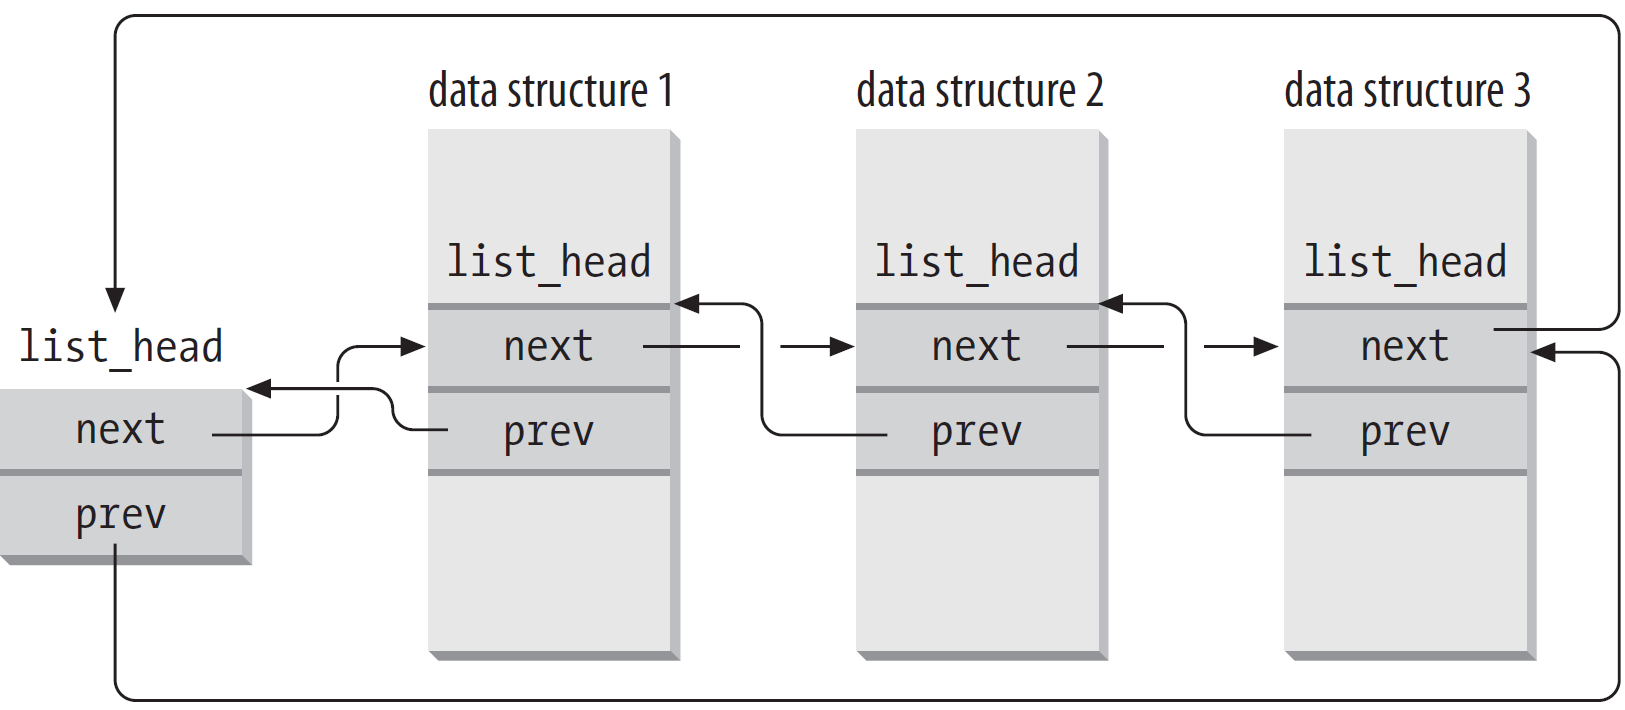 data structure 1
data structure 2
data structure 3
list_head
list_head
list_head
list_head
next
next
next
next
prev
prev
prev
prev